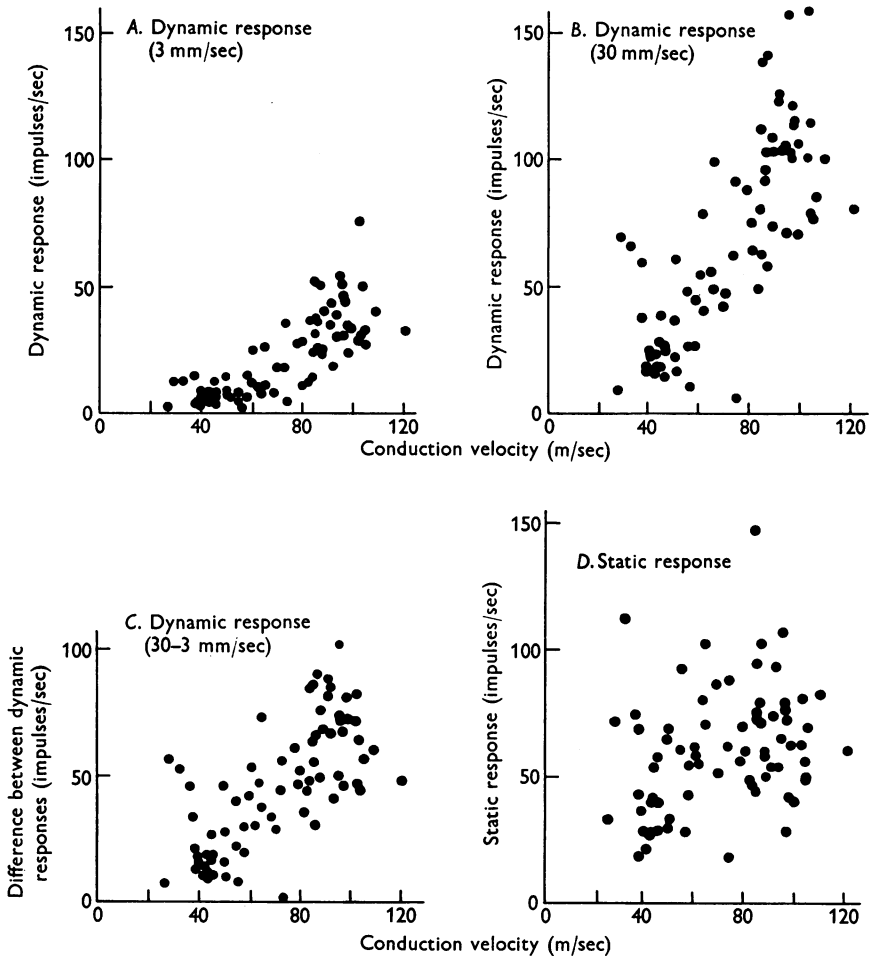 A. Dynamic response
(3 mm/sec)
Dynamic response (impulses/sec)
150
100
50
0
0
40
80
120
B. Dynamic response
(30 mm/sec)
Dynamic response (impulses/sec)
150
100
50
0
0
40
80
120
Conduction velocity (m/sec)
C. Dynamic response
(30–3 mm/sec)
Difference between dynamic
responses (impulses/sec)
100
50
0
0
40
80
120
D. Static response
Static response (impulses/sec)
150
100
50
0
0
40
80
120
Conduction velocity (m/sec)